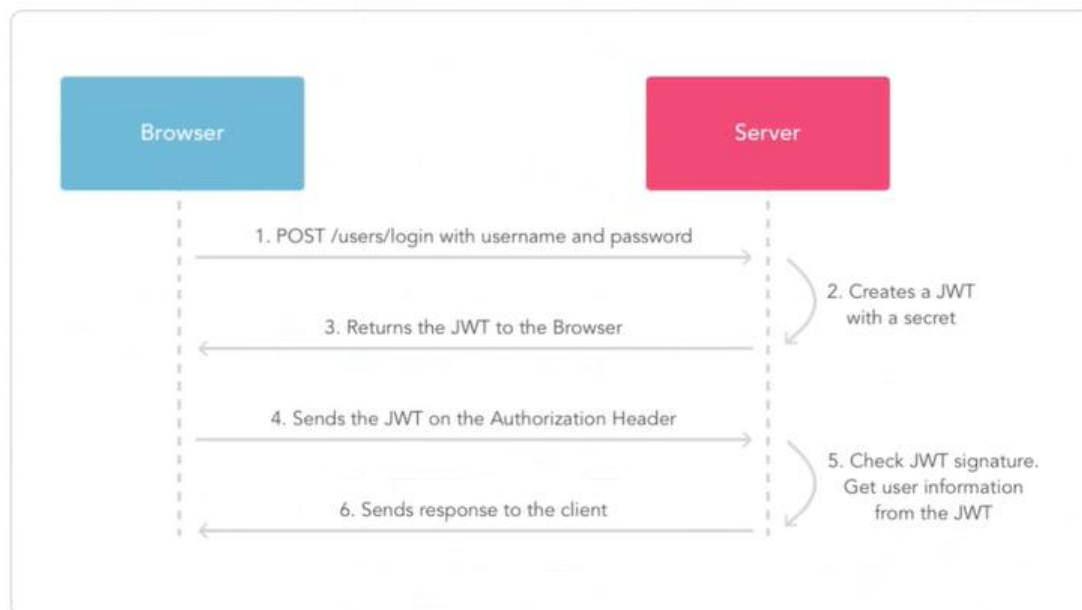 Browser
Server
1. POST /users/login with username and password
2. Creates a JWT
with a secret
3. Returns the JWT to the Browser
4. Sends the JWT on the Authorization Header
5. Check JWT signature.
Get user information
from the JWT
6. Sends response to the client